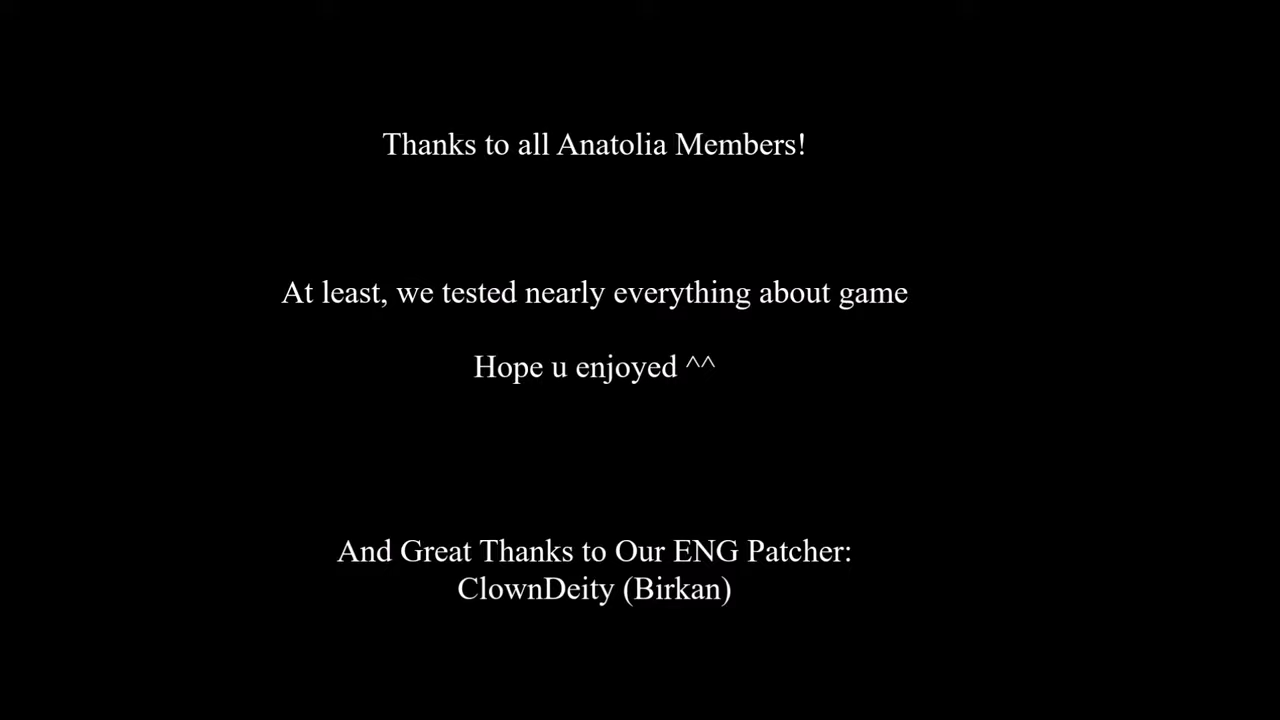 Thanks to all Anatolia Members!
At least, we tested nearly everything about game
Hope u enjoyed ^^
And Great Thanks to Our ENG Patcher:
ClownDeity (Birkan)